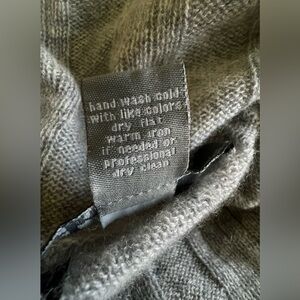 hand wash cold
with like colors
dry flat
warm iron
if needed or
professional
dry clean